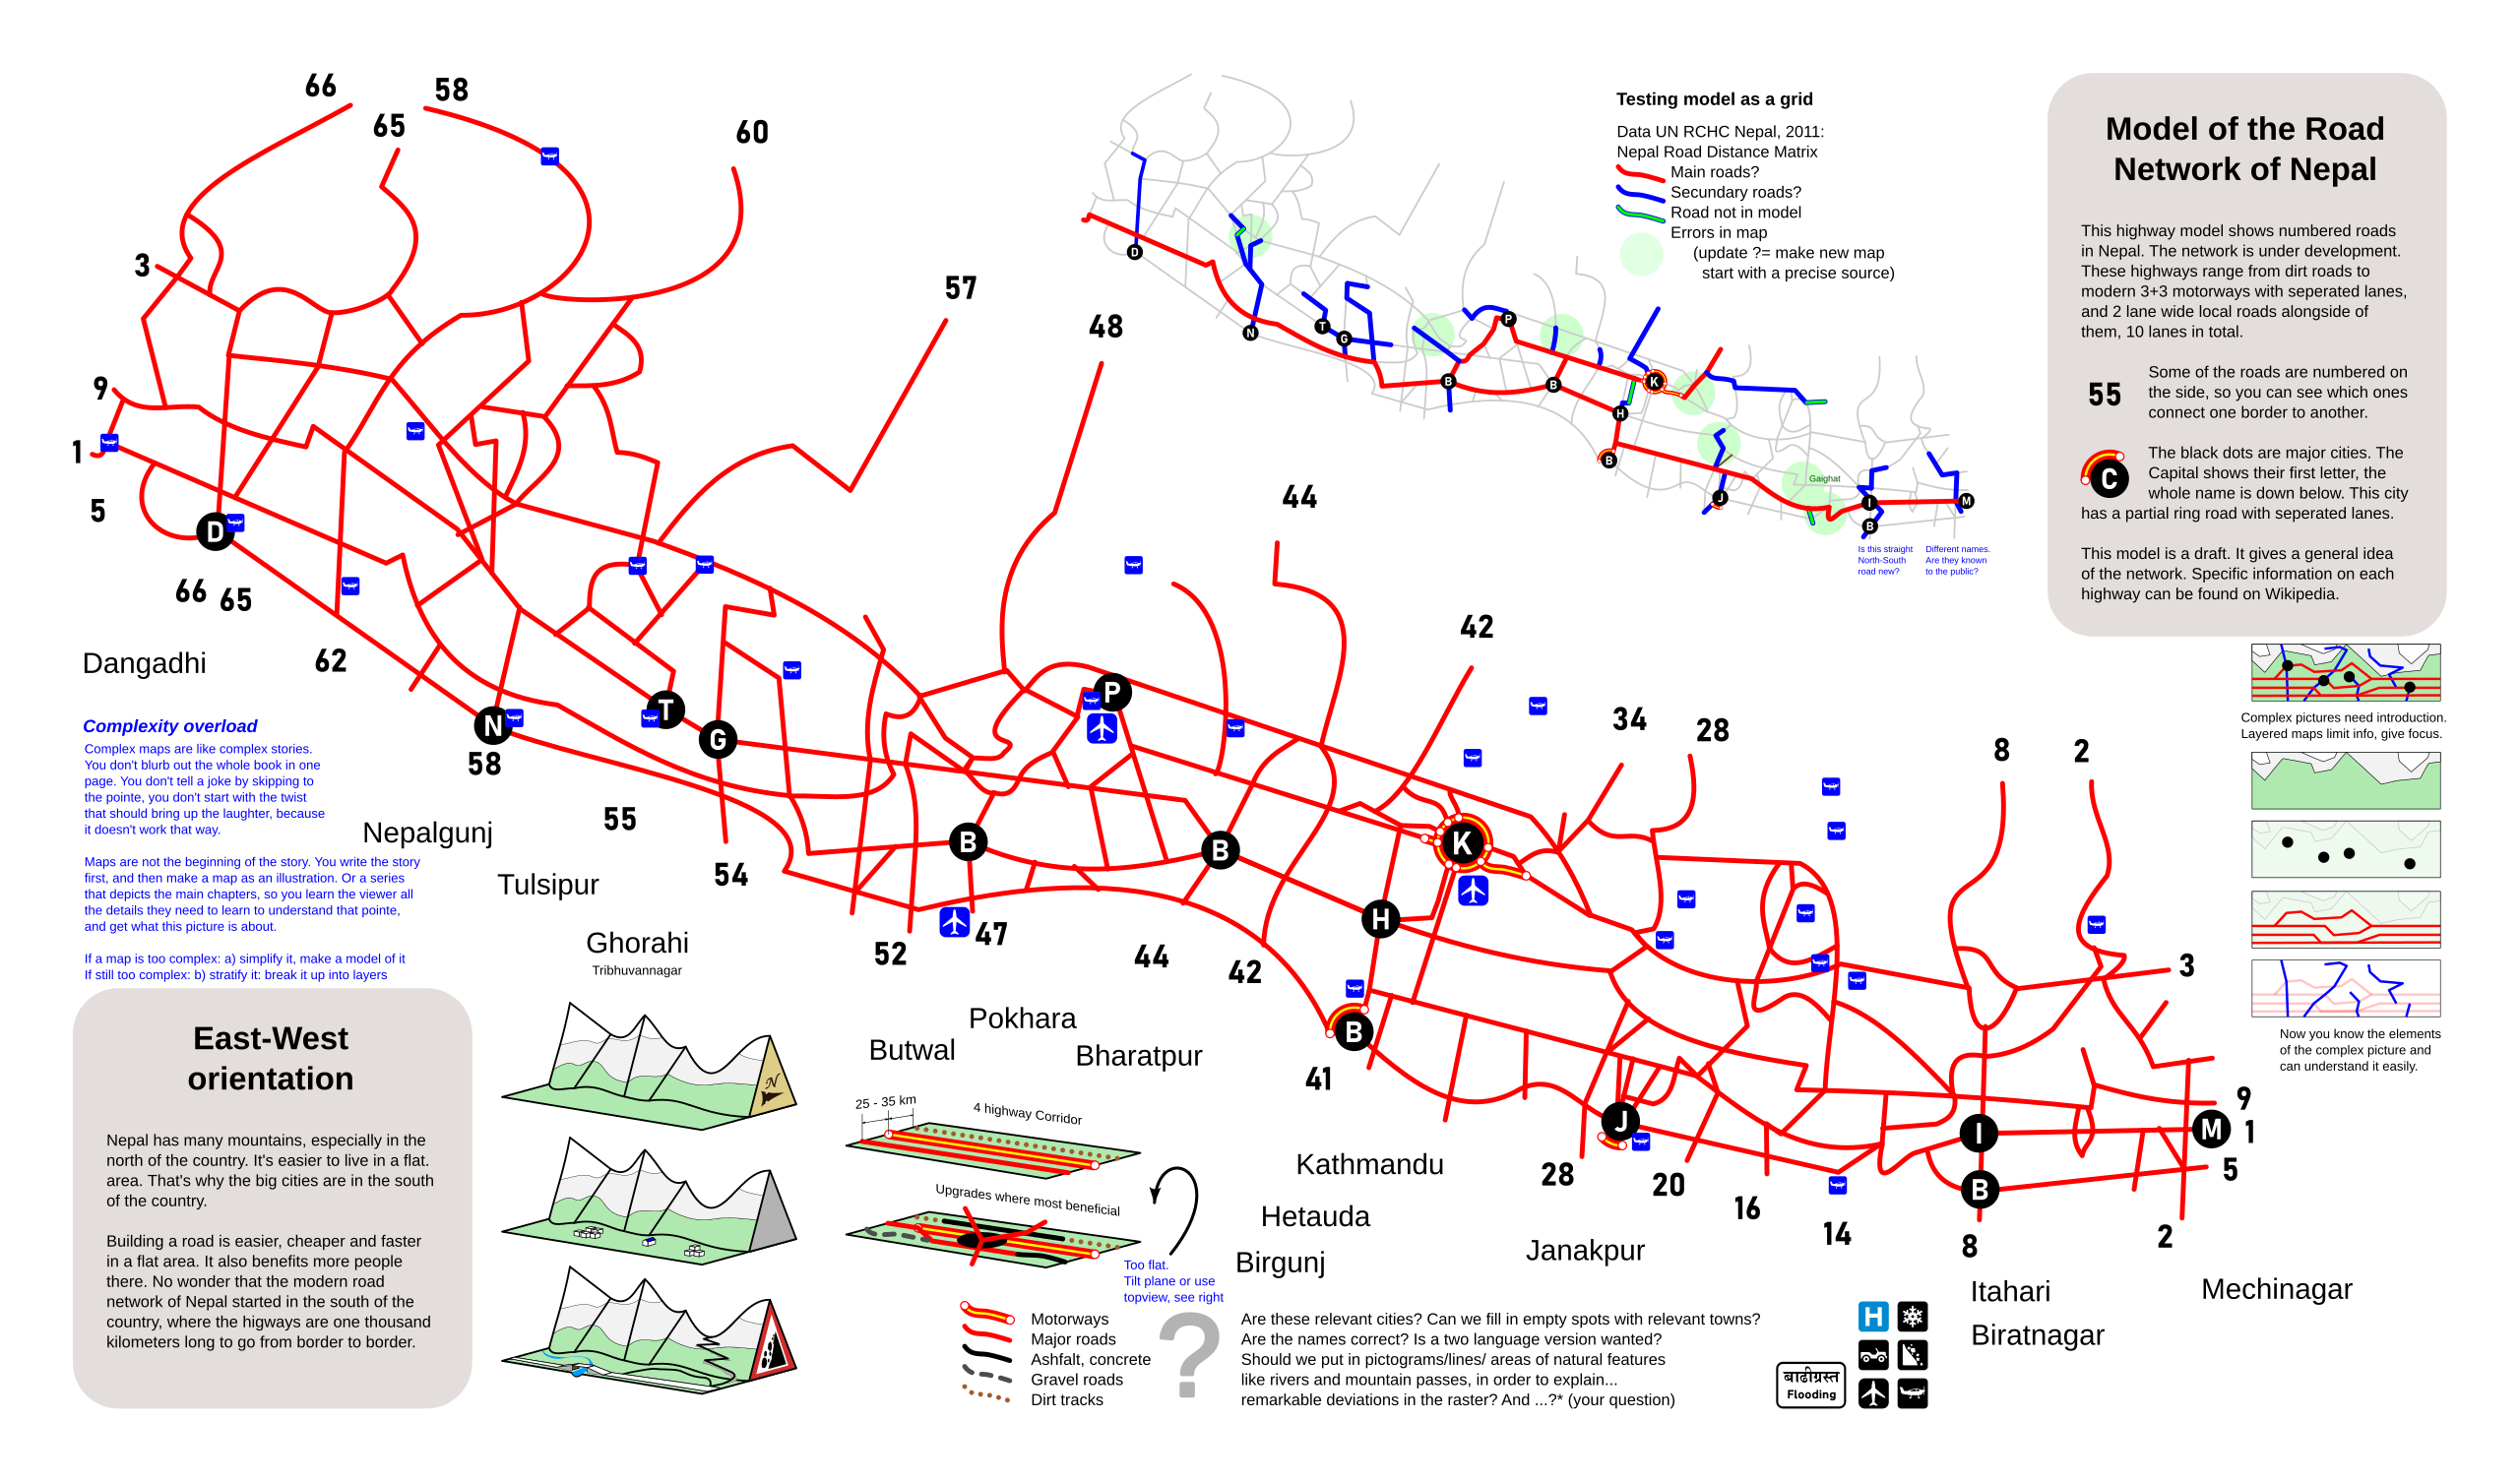 66
58
65
60
3
57
48
9
1
5
44
D
66
65
62
42
34
28
8
2
N
58
T
G
P
55
54
B
B
K
52
47
H
44
42
B
41
3
J
28
20
16
14
I
B
8
2
M
9
1
5
Dangadhi
Nepalgunj
Tulsipur
Ghorahi
Tribhuvannagar
Pokhara
Butwal
Bharatpur
Kathmandu
Hetauda
Birgunj
Janakpur
Itahari
Biratnagar
Mechinagar
Testing model as a grid
Data UN RCHC Nepal, 2011:
Nepal Road Distance Matrix
Main roads?
Secundary roads?
Road not in model
Errors in map
(update ?= make new map
start with a precise source)
D
N
T
G
P
B
B
K
H
B
J
Gaighat
I
B
M
Is this straight
North-South
road new?
Different names.
Are they known
to the public?
Model of the Road
Network of Nepal
This highway model shows numbered roads
in Nepal. The network is under development.
These highways range from dirt roads to
modern 3+3 motorways with seperated lanes,
and 2 lane wide local roads alongside of
them, 10 lanes in total.
55
Some of the roads are numbered on
the side, so you can see which ones
connect one border to another.
C
The black dots are major cities. The
Capital shows their first letter, the
whole name is down below. This city
has a partial ring road with seperated lanes.
This model is a draft. It gives a general idea
of the network. Specific information on each
highway can be found on Wikipedia.
Complex pictures need introduction.
Layered maps limit info, give focus.
Now you know the elements
of the complex picture and
can understand it easily.
Complexity overload
Complex maps are like complex stories.
You don't blurb out the whole book in one
page. You don't tell a joke by skipping to
the pointe, you don't start with the twist
that should bring up the laughter, because
it doesn't work that way.
Maps are not the beginning of the story. You write the story
first, and then make a map as an illustration. Or a series
that depicts the main chapters, so you learn the viewer all
the details they need to learn to understand that pointe,
and get what this picture is about.
If a map is too complex: a) simplify it, make a model of it
If still too complex: b) stratify it: break it up into layers
East-West
orientation
Nepal has many mountains, especially in the
north of the country. It's easier to live in a flat.
area. That's why the big cities are in the south
of the country.
Building a road is easier, cheaper and faster
in a flat area. It also benefits more people
there. No wonder that the modern road
network of Nepal started in the south of the
country, where the higways are one thousand
kilometers long to go from border to border.
N
25 - 35 km
4 highway Corridor
Upgrades where most beneficial
Too flat.
Tilt plane or use
topview, see right
Motorways
Major roads
Ashfalt, concrete
Gravel roads
Dirt tracks
?
Are these relevant cities? Can we fill in empty spots with relevant towns?
Are the names correct? Is a two language version wanted?
Should we put in pictograms/lines/ areas of natural features
like rivers and mountain passes, in order to explain...
remarkable deviations in the raster? And ...?* (your question)
बाढीग्रस्त
Flooding
H